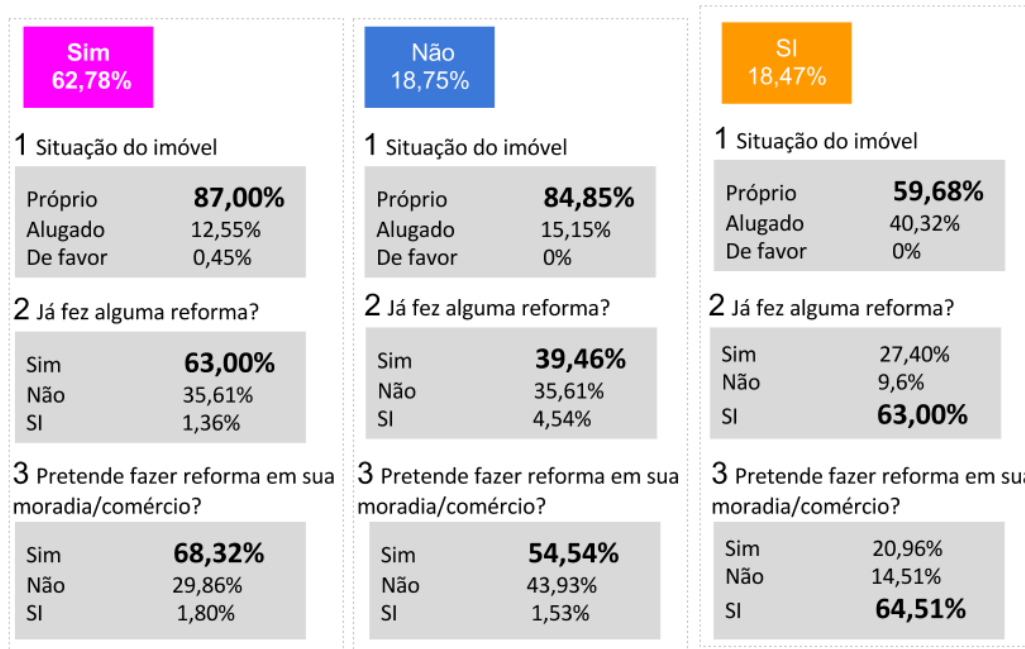 Sim
62,78%
1 Situação do imóvel
Próprio 87,00%
Alugado 12,55%
De favor 0,45%
2 Já fez alguma reforma?
Sim 63,00%
Não 35,61%
SI 1,36%
3 Pretende fazer reforma em sua
moradia/comércio?
Sim 68,32%
Não 29,86%
SI 1,80%
Não
18,75%
1 Situação do imóvel
Próprio 84,85%
Alugado 15,15%
De favor 0%
2 Já fez alguma reforma?
Sim 39,46%
Não 35,61%
SI 4,54%
3 Pretende fazer reforma em sua
moradia/comércio?
Sim 54,54%
Não 43,93%
SI 1,53%
SI
18,47%
1 Situação do imóvel
Próprio 59,68%
Alugado 40,32%
De favor 0%
2 Já fez alguma reforma?
Sim 27,40%
Não 9,6%
SI 63,00%
3 Pretende fazer reforma em sua
moradia/comércio?
Sim 20,96%
Não 14,51%
SI 64,51%